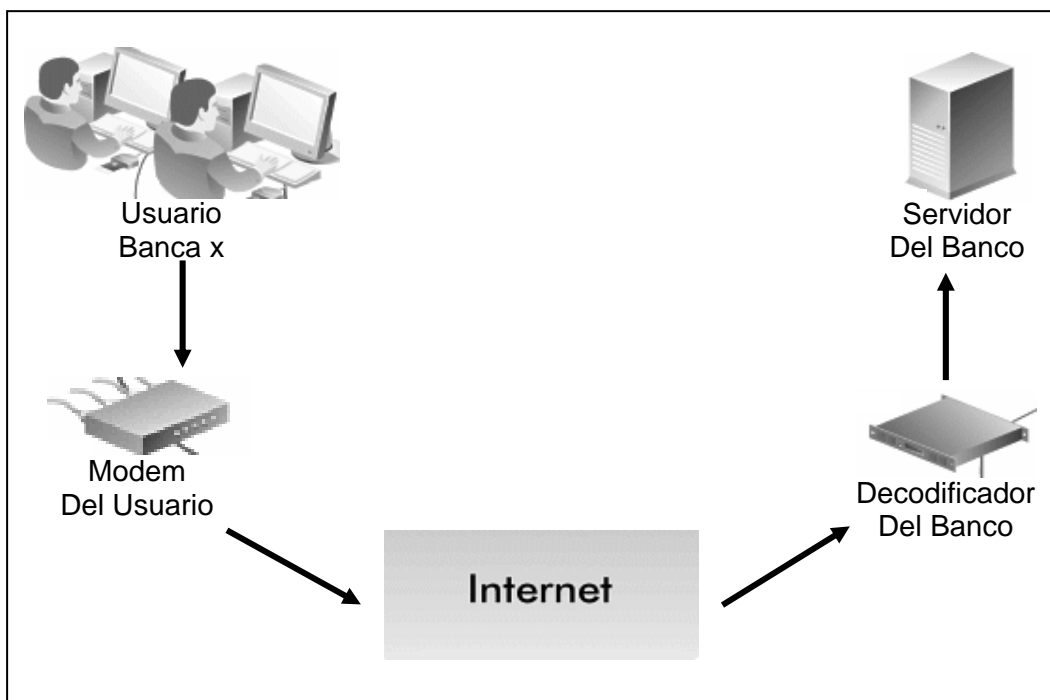 Usuario
Banca x
Modem
Del Usuario
Internet
Decodificador
Del Banco
Servidor
Del Banco